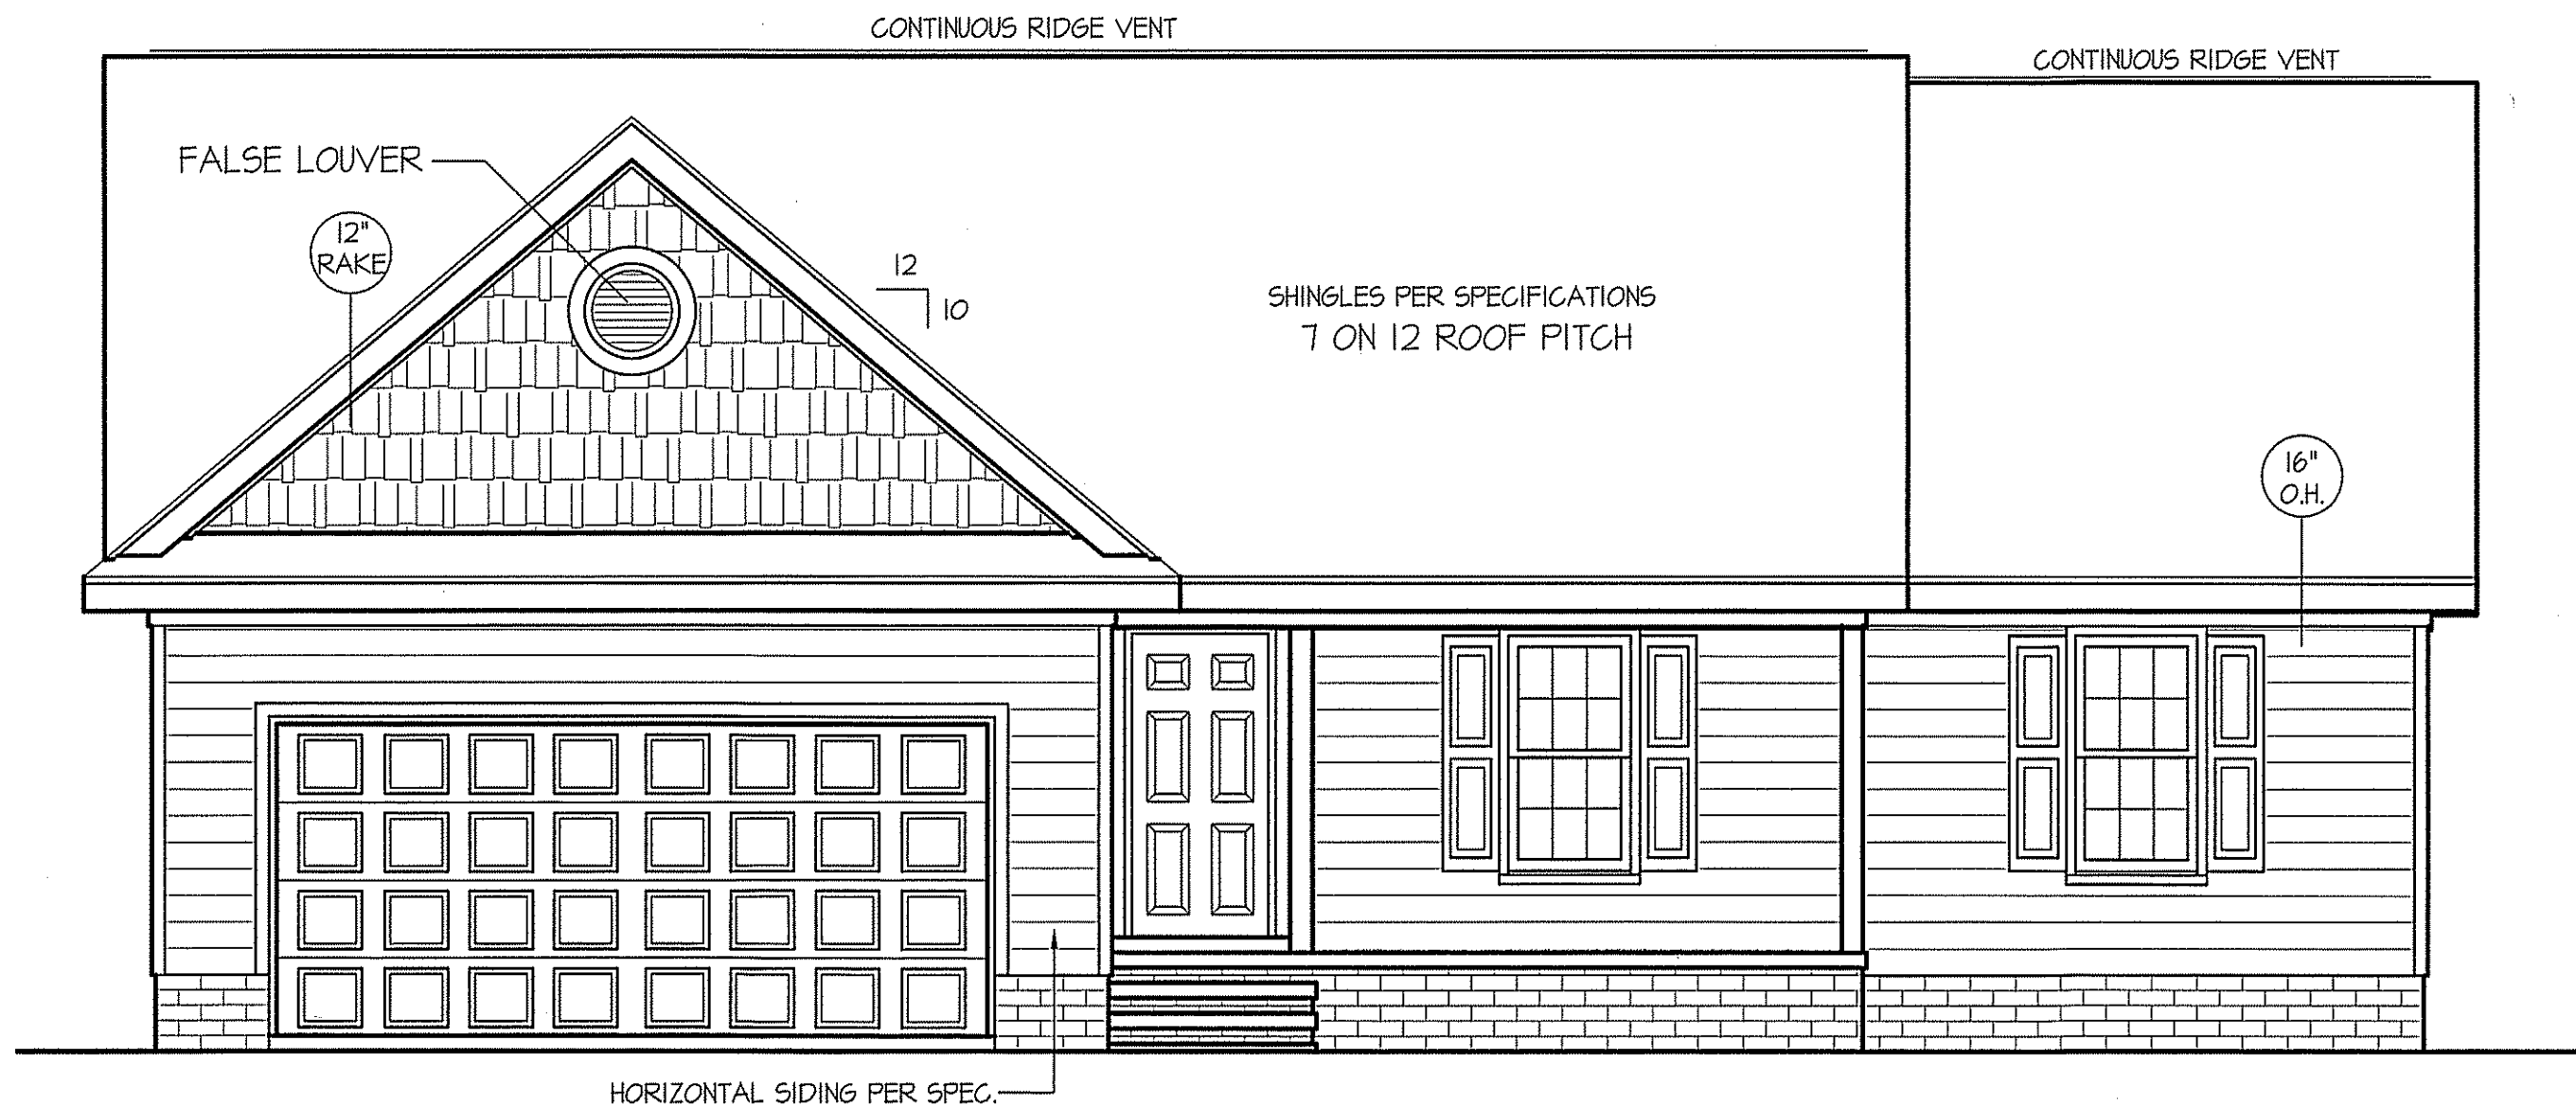 CONTINUOUS RIDGE VENT
CONTINUOUS RIDGE VENT
FALSE LOUVER
12"
RAKE
12
10
SHINGLES PER SPECIFICATIONS
7 ON 12 ROOF PITCH
16"
O.H.
HORIZONTAL SIDING PER SPEC.